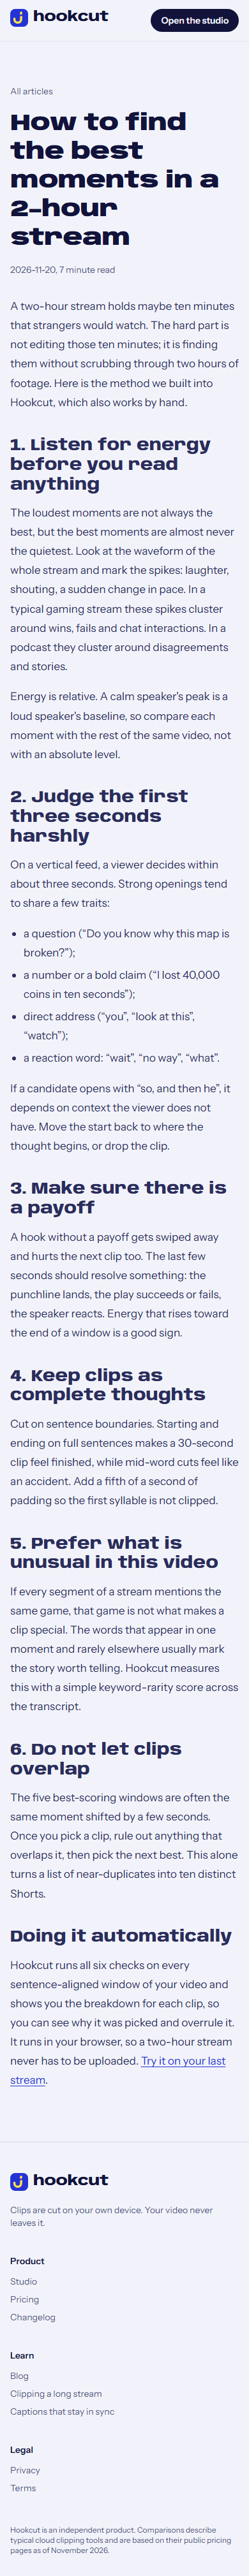 hookcut
Open the studio
All articles
How to find
the best
moments in a
2-hour
stream
2026-11-20, 7 minute read
A two-hour stream holds maybe ten minutes
that strangers would watch. The hard part is
not editing those ten minutes; it is finding
them without scrubbing through two hours of
footage. Here is the method we built into
Hookcut, which also works by hand.
1. Listen for energy
before you read
anything
The loudest moments are not always the
best, but the best moments are almost never
the quietest. Look at the waveform of the
whole stream and mark the spikes: laughter,
shouting, a sudden change in pace. In a
typical gaming stream these spikes cluster
around wins, fails and chat interactions. In a
podcast they cluster around disagreements
and stories.
Energy is relative. A calm speaker's peak is a
loud speaker's baseline, so compare each
moment with the rest of the same video, not
with an absolute level.
2. Judge the first
three seconds
harshly
On a vertical feed, a viewer decides within
about three seconds. Strong openings tend
to share a few traits:
• a question (“Do you know why this map is
broken?”);
• a number or a bold claim (“I lost 40,000
coins in ten seconds”);
• direct address (“you”, “look at this”,
“watch”);
• a reaction word: “wait”, “no way”, “what”.
If a candidate opens with “so, and then he”, it
depends on context the viewer does not
have. Move the start back to where the
thought begins, or drop the clip.
3. Make sure there is
a payoff
A hook without a payoff gets swiped away
and hurts the next clip too. The last few
seconds should resolve something: the
punchline lands, the play succeeds or fails,
the speaker reacts. Energy that rises toward
the end of a window is a good sign.
4. Keep clips as
complete thoughts
Cut on sentence boundaries. Starting and
ending on full sentences makes a 30-second
clip feel finished, while mid-word cuts feel like
an accident. Add a fifth of a second of
padding so the first syllable is not clipped.
5. Prefer what is
unusual in this video
If every segment of a stream mentions the
same game, that game is not what makes a
clip special. The words that appear in one
moment and rarely elsewhere usually mark
the story worth telling. Hookcut measures
this with a simple keyword-rarity score across
the transcript.
6. Do not let clips
overlap
The five best-scoring windows are often the
same moment shifted by a few seconds.
Once you pick a clip, rule out anything that
overlaps it, then pick the next best. This alone
turns a list of near-duplicates into ten distinct
Shorts.
Doing it automatically
Hookcut runs all six checks on every
sentence-aligned window of your video and
shows you the breakdown for each clip, so
you can see why it was picked and overrule it.
It runs in your browser, so a two-hour stream
never has to be uploaded. Try it on your last
stream.
hookcut
Clips are cut on your own device. Your video never
leaves it.
Product
Studio
Pricing
Changelog
Learn
Blog
Clipping a long stream
Captions that stay in sync
Legal
Privacy
Terms
Hookcut is an independent product. Comparisons describe
typical cloud clipping tools and are based on their public pricing
pages as of November 2026.